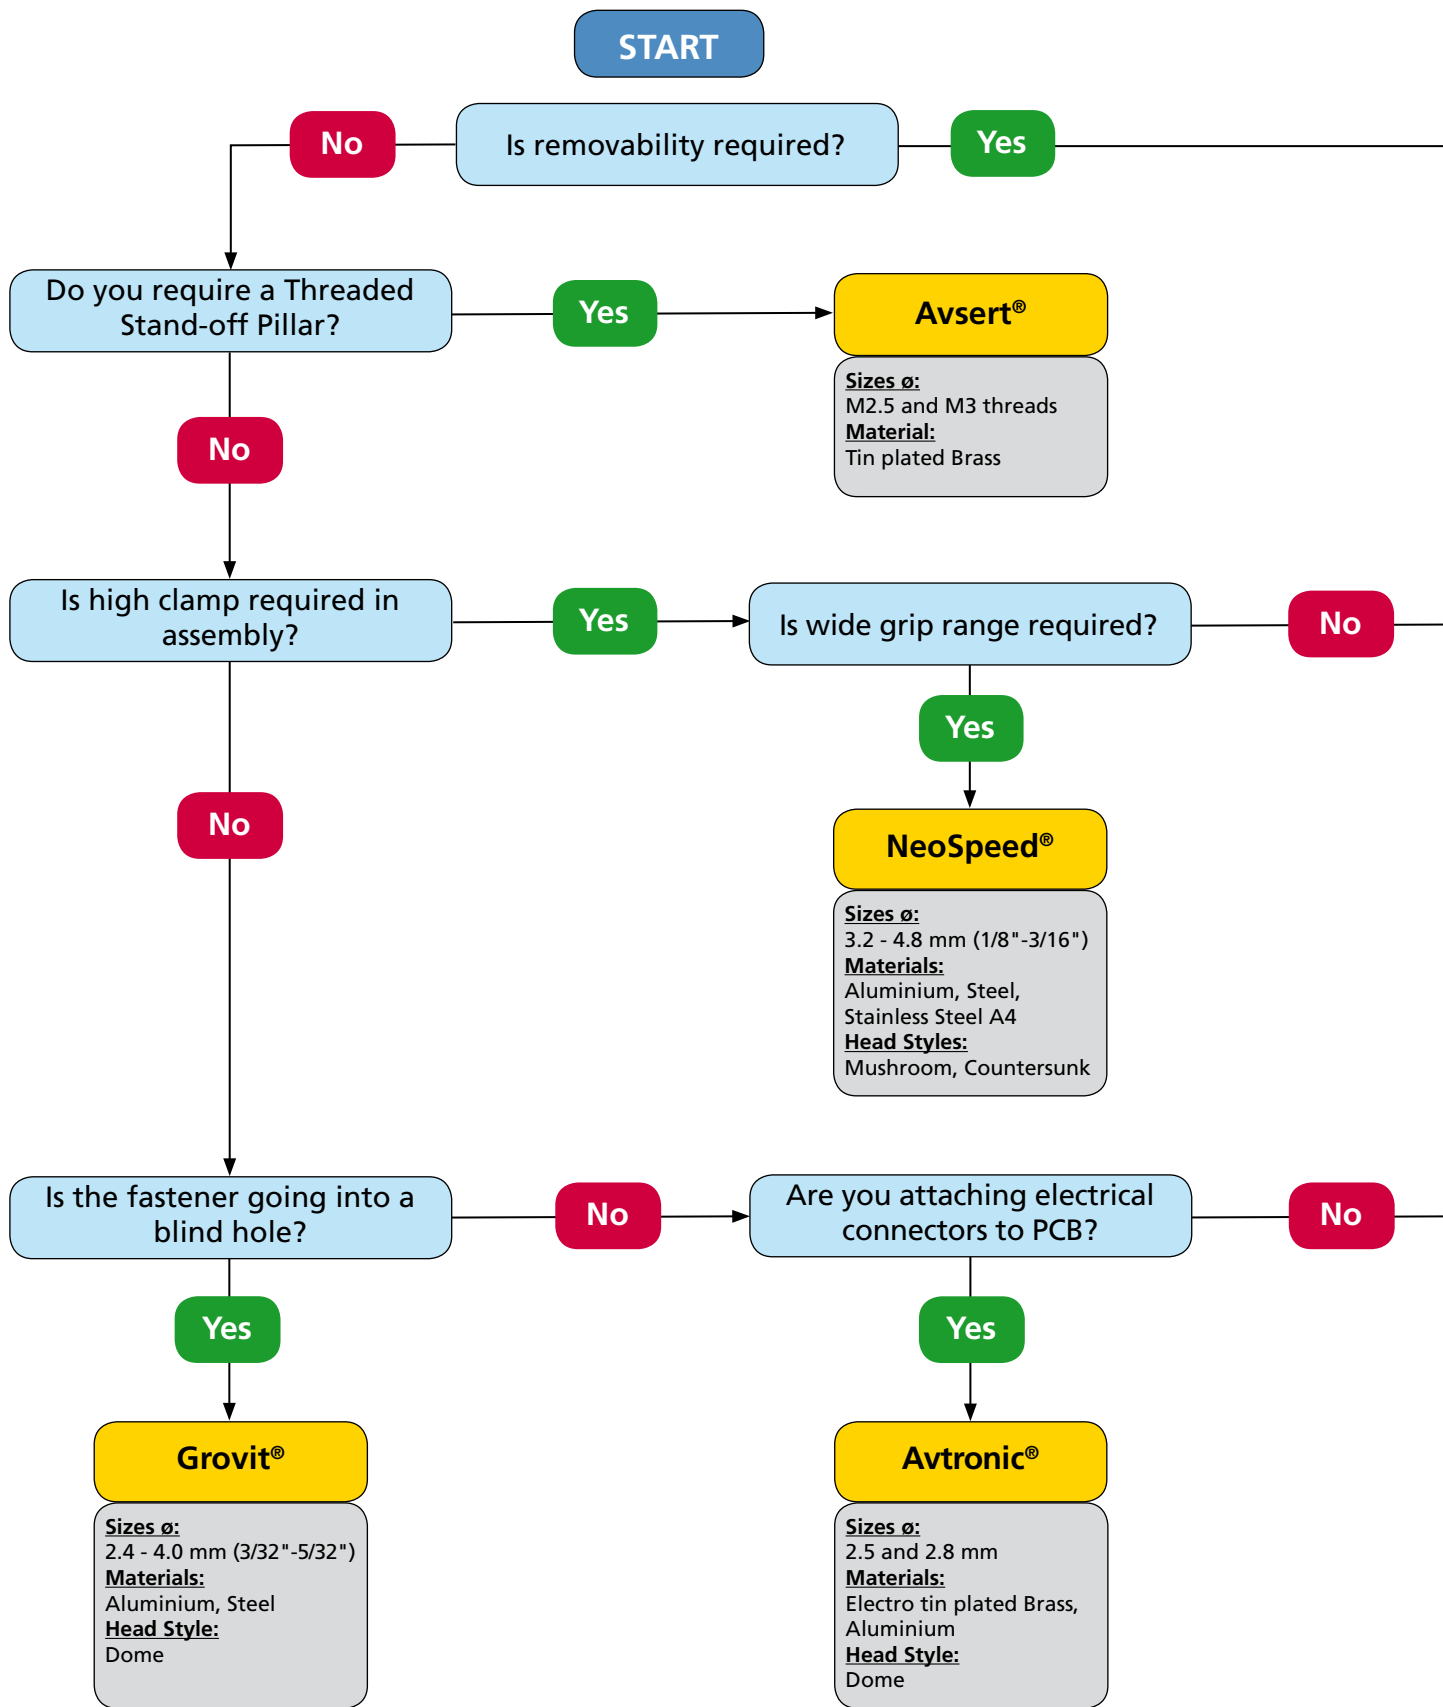 START
No
Is removability required?
Yes
Do you require a Threaded
Stand-off Pillar?
Yes
Avsert®
Sizes ø:
M2.5 and M3 threads
Material:
Tin plated Brass
No
Is high clamp required in
assembly?
Yes
Is wide grip range required?
No
Yes
No
NeoSpeed®
Sizes ø:
3.2 - 4.8 mm (1/8"-3/16")
Materials:
Aluminium, Steel,
Stainless Steel A4
Head Styles:
Mushroom, Countersunk
Is the fastener going into a
blind hole?
No
Are you attaching electrical
connectors to PCB?
No
Yes
Yes
Grovit®
Sizes ø:
2.4 - 4.0 mm (3/32"-5/32")
Materials:
Aluminium, Steel
Head Style:
Dome
Avtronic®
Sizes ø:
2.5 and 2.8 mm
Materials:
Electro tin plated Brass,
Aluminium
Head Style:
Dome